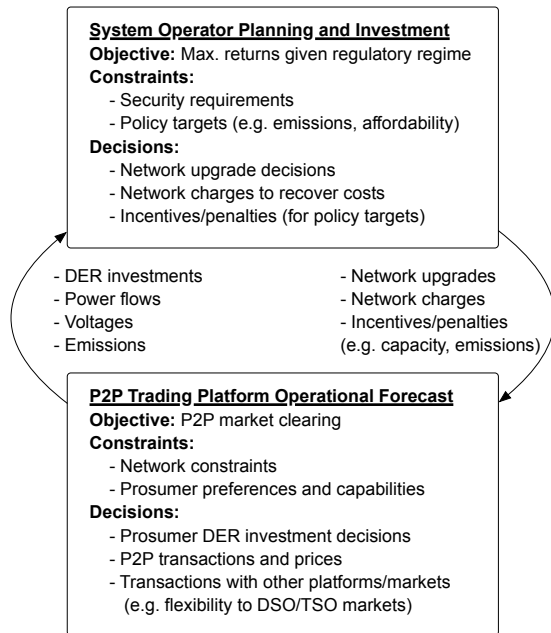 System Operator Planning and Investment
Objective: Max. returns given regulatory regime
Constraints:
- Security requirements
- Policy targets (e.g. emissions, affordability)
Decisions:
- Network upgrade decisions
- Network charges to recover costs
- Incentives/penalties (for policy targets)
- DER investments
- Power flows
- Voltages
- Emissions
- Network upgrades
- Network charges
- Incentives/penalties
(e.g. capacity, emissions)
P2P Trading Platform Operational Forecast
Objective: P2P market clearing
Constraints:
- Network constraints
- Prosumer preferences and capabilities
Decisions:
- Prosumer DER investment decisions
- P2P transactions and prices
- Transactions with other platforms/markets
(e.g. flexibility to DSO/TSO markets)